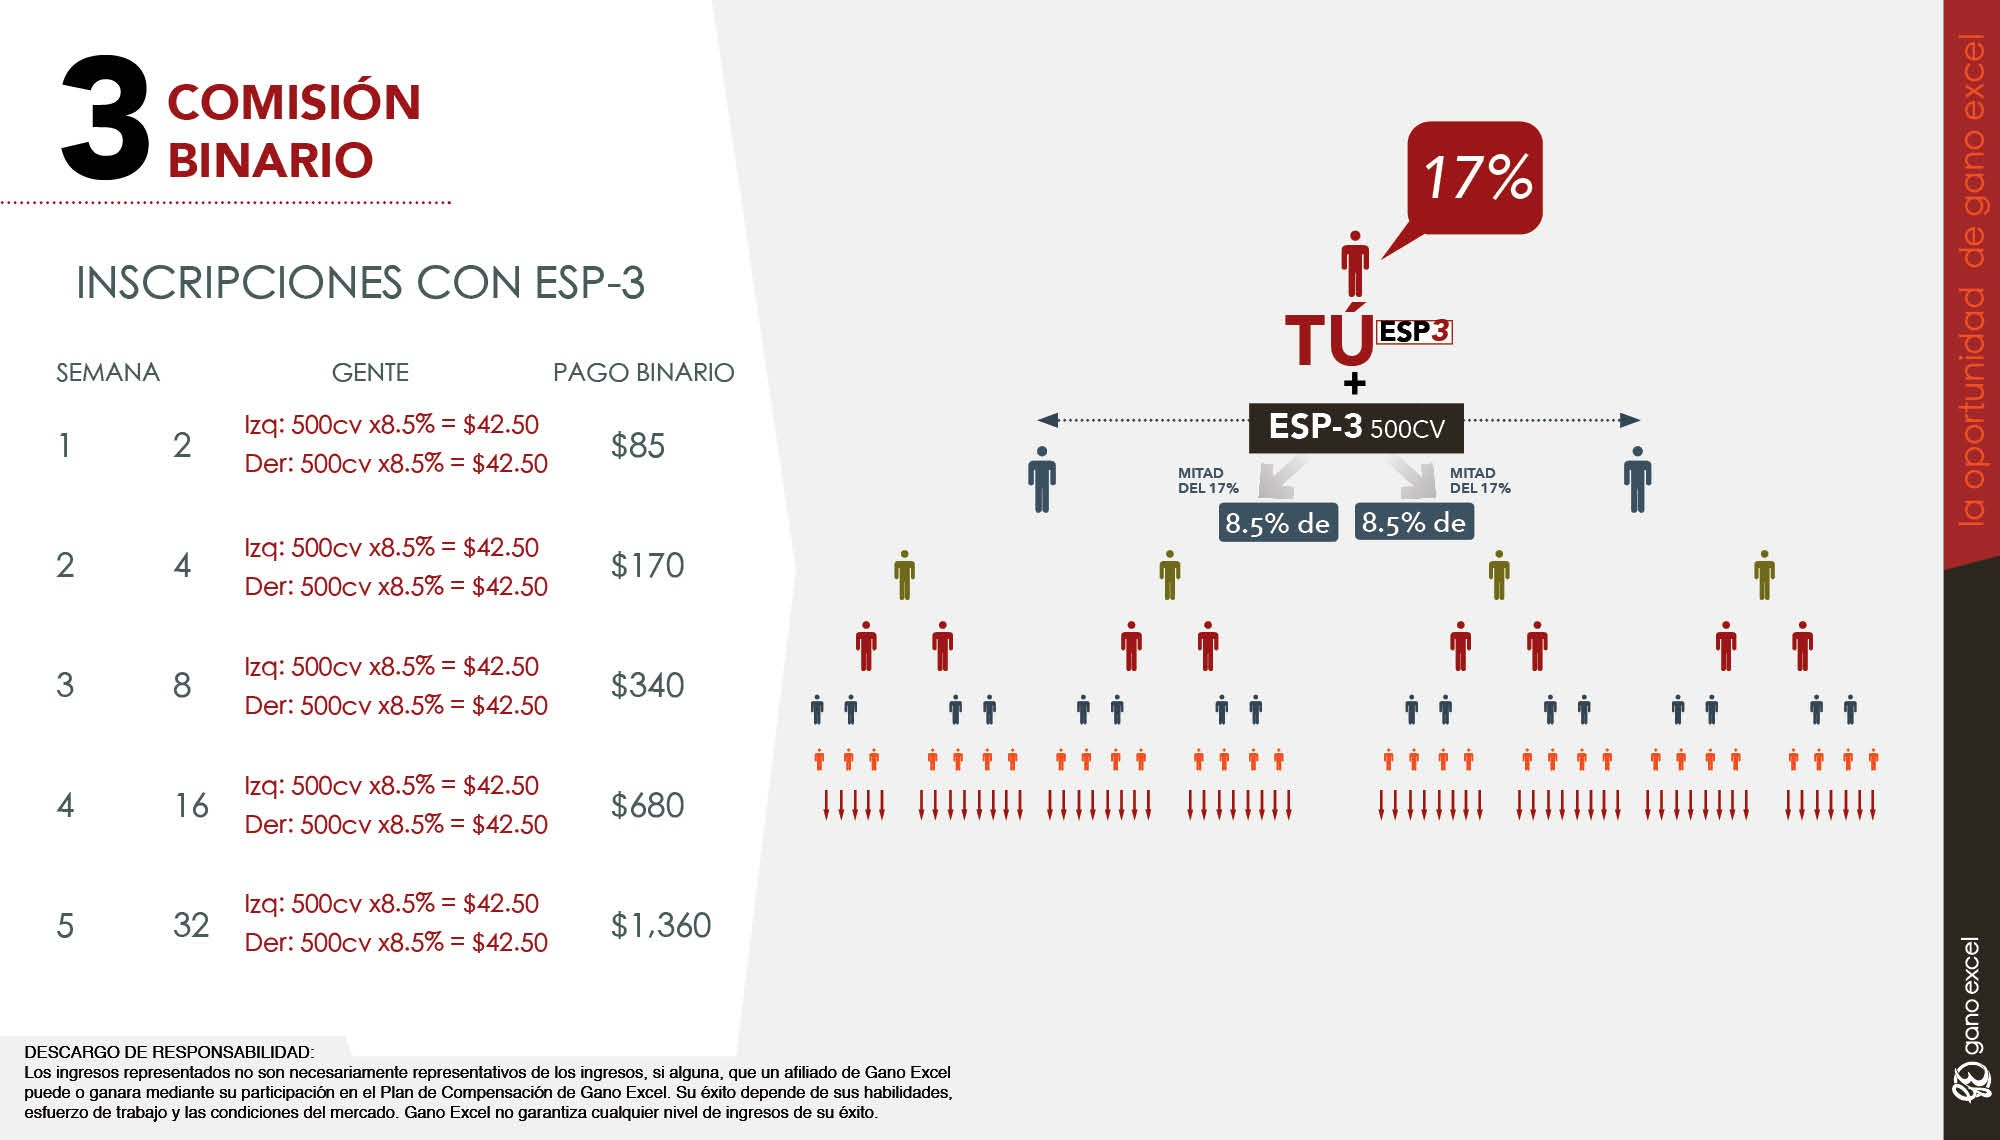 3 COMISIÓN
BINARIO
INSCRIPCIONES CON ESP-3
SEMANA GENTE PAGO BINARIO
1 2 Izq: 500cv x8.5% = $42.50
Der: 500cv x8.5% = $42.50 $85
2 4 Izq: 500cv x8.5% = $42.50
Der: 500cv x8.5% = $42.50 $170
3 8 Izq: 500cv x8.5% = $42.50
Der: 500cv x8.5% = $42.50 $340
4 16 Izq: 500cv x8.5% = $42.50
Der: 500cv x8.5% = $42.50 $680
5 32 Izq: 500cv x8.5% = $42.50
Der: 500cv x8.5% = $42.50 $1,360
17%
TÚ ESP3
+
ESP-3 500CV
MITAD
DEL 17%
MITAD
DEL 17%
8.5% de
8.5% de
DESCARGO DE RESPONSABILIDAD:
Los ingresos representados no son necesariamente representativos de los ingresos, si alguna, que un afiliado de Gano Excel
puede o ganara mediante su participación en el Plan de Compensación de Gano Excel. Su éxito depende de sus habilidades,
esfuerzo de trabajo y las condiciones del mercado. Gano Excel no garantiza cualquier nivel de ingresos de su éxito.
la oportunidad de gano excel
gano excel